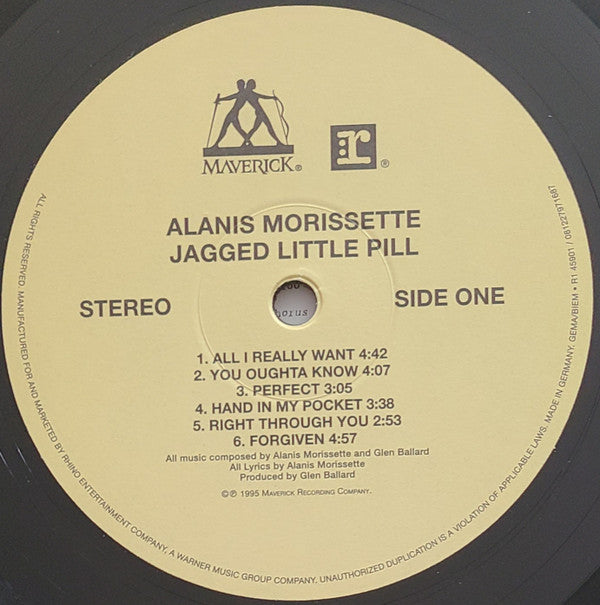 MAVERICK®
r®
ALANIS MORISSETTE
JAGGED LITTLE PILL
STEREO
SIDE ONE
orus
1. ALL I REALLY WANT 4:42
2. YOU OUGHTA KNOW 4:07
3. PERFECT 3:05
4. HAND IN MY POCKET 3:38
5. RIGHT THROUGH YOU 2:53
6. FORGIVEN 4:57
All music composed by Alanis Morissette and Glen Ballard
All Lyrics by Alanis Morissette
Produced by Glen Ballard
©℗ 1995 MAVERICK RECORDING COMPANY.
ALL RIGHTS RESERVED. MANUFACTURED FOR AND MARKETED BY RHINO ENTERTAINMENT COMPANY, A WARNER MUSIC GROUP COMPANY. UNAUTHORIZED DUPLICATION IS A VIOLATION OF APPLICABLE LAWS. MADE IN GERMANY. GEMA/BIEM • R1 45901 / 081227971687